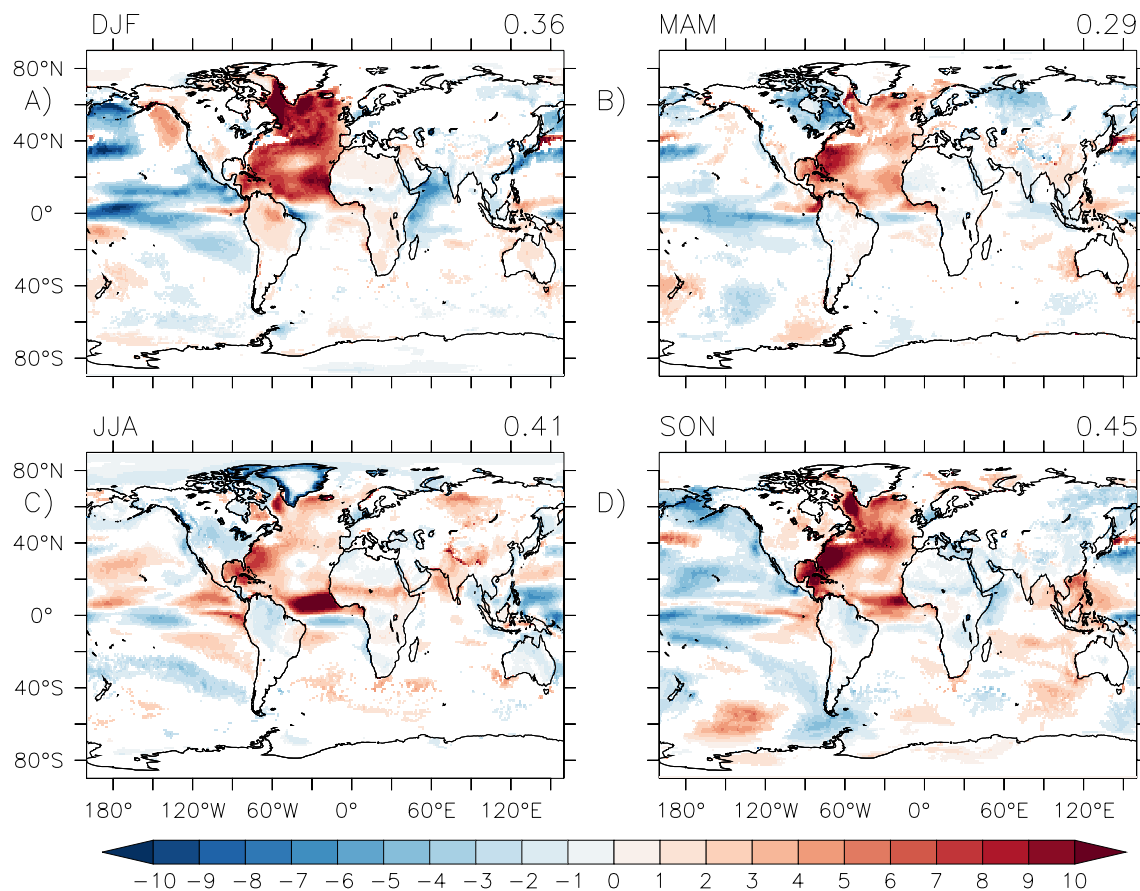 DJF 0.36 MAM 0.29
80°N
A) B)
40°N
0°
40°S
80°S
JJA 0.41 SON 0.45
80°N
C) D)
40°N
0°
40°S
80°S
180° 120°W 60°W 0° 60°E 120°E 180° 120°W 60°W 0° 60°E 120°E
−10 −9 −8 −7 −6 −5 −4 −3 −2 −1 0 1 2 3 4 5 6 7 8 9 10